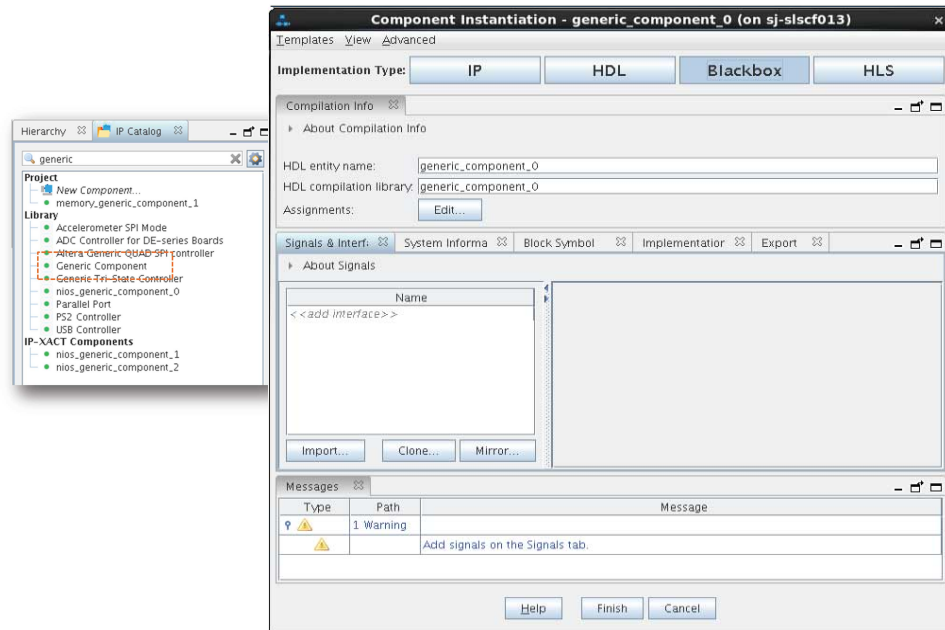 Hierarchy IP Catalog
generic
Project
New Component...
memory_generic_component_1
Library
Accelerometer SPI Mode
ADC Controller for DE-series Boards
Altera Generic QUAD SPI controller
Generic Component
Generic Tri-State Controller
nios_generic_component_0
Parallel Port
PS2 Controller
USB Controller
IP-XACT Components
nios_generic_component_1
nios_generic_component_2
Component Instantiation - generic_component_0 (on sj-slscf013)
Templates View Advanced
Implementation Type: IP HDL Blackbox HLS
Compilation Info
About Compilation Info
HDL entity name: generic_component_0
HDL compilation library: generic_component_0
Assignments: Edit...
Signals & Interfa System Informa Block Symbol Implementation Export
About Signals
Name
<<add interface>>
Import... Clone... Mirror...
Messages
Type Path Message
1 Warning
Add signals on the Signals tab.
Help Finish Cancel